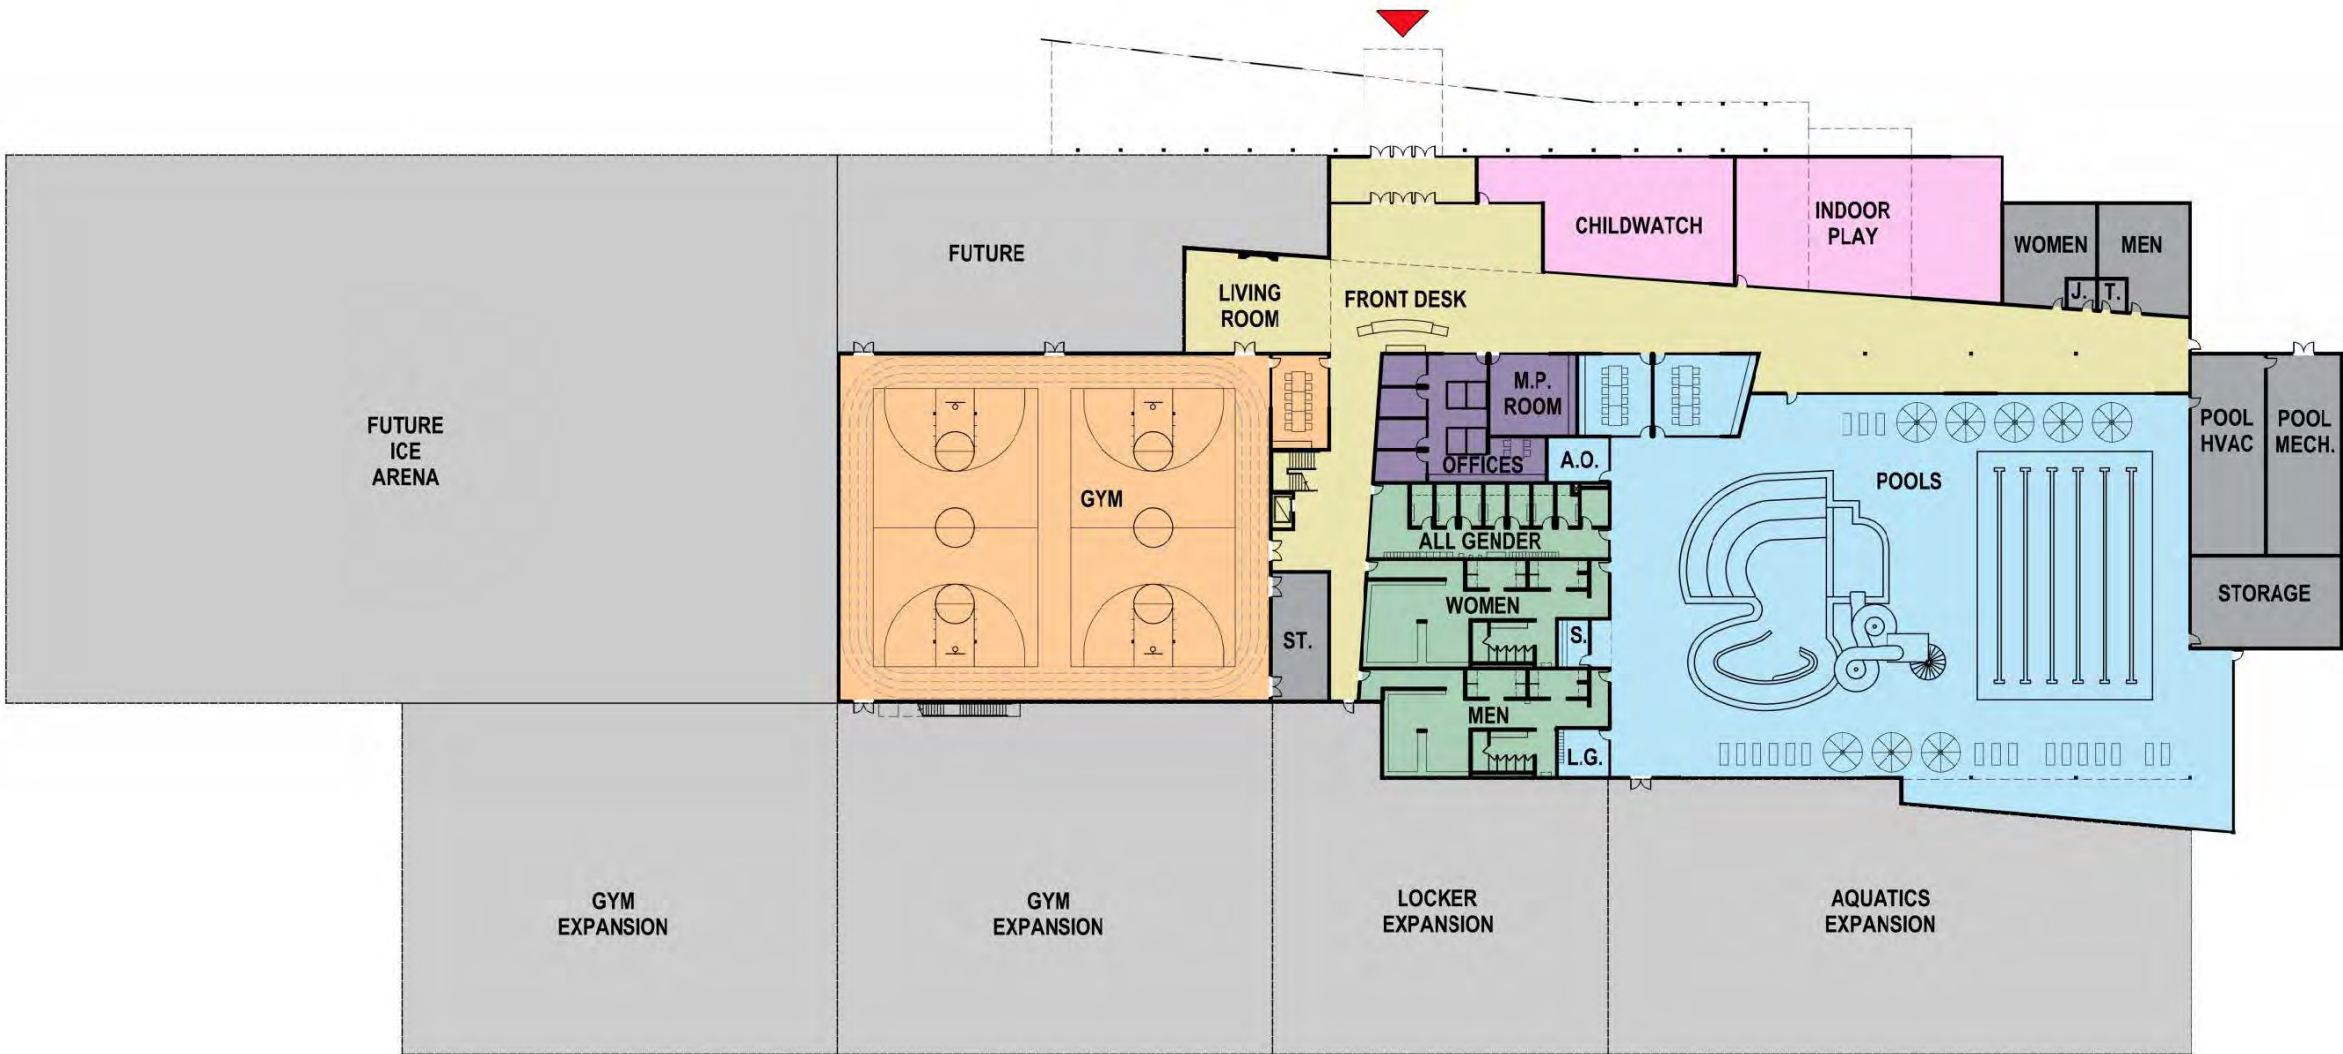 FUTURE
ICE
ARENA
FUTURE
LIVING
ROOM
FRONT DESK
CHILDWATCH
INDOOR
PLAY
WOMEN
MEN
J.
T.
GYM
M.P.
ROOM
OFFICES
A.O.
POOLS
POOL
HVAC
POOL
MECH.
ALL GENDER
WOMEN
S.
ST.
STORAGE
MEN
L.G.
GYM
EXPANSION
GYM
EXPANSION
LOCKER
EXPANSION
AQUATICS
EXPANSION